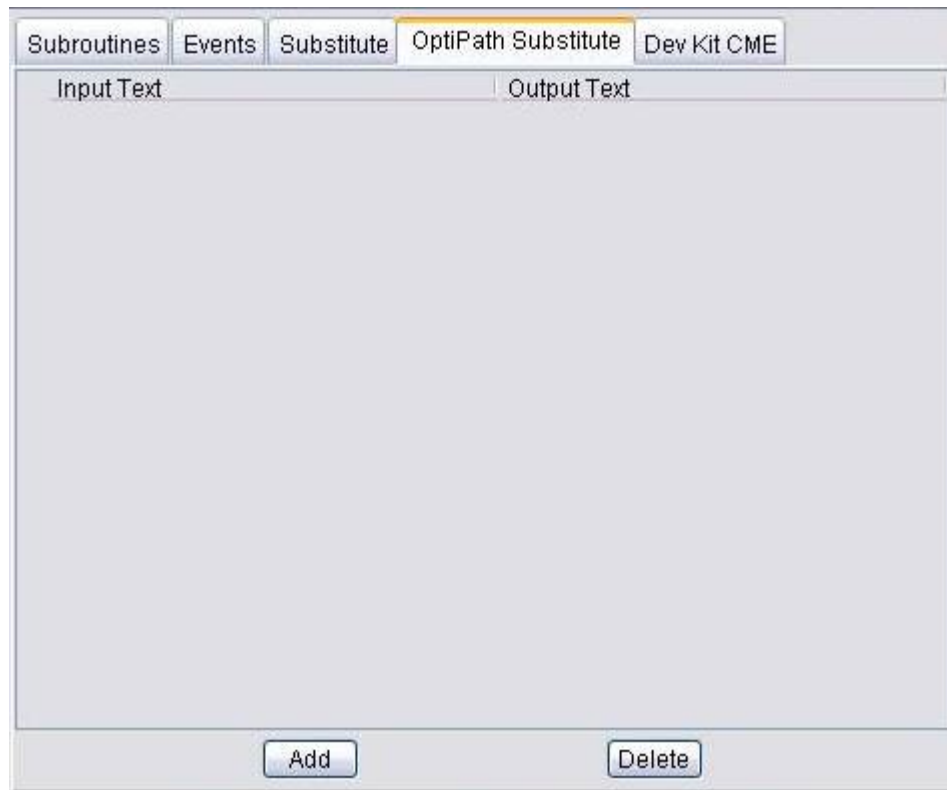 Subroutines Events Substitute OptiPath Substitute Dev Kit CME
Input Text Output Text
Add Delete